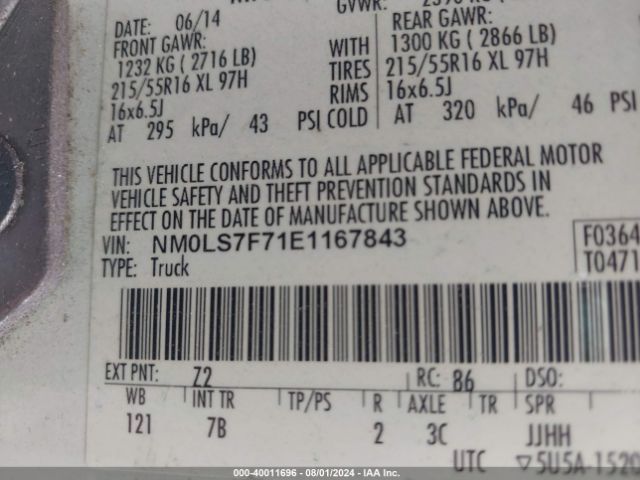 GVWR:
DATE: 06/14
FRONT GAWR:
1232 KG ( 2716 LB)
215/55R16 XL 97H
16x6.5J
AT 295 kPa/ 43 PSI COLD
WITH
TIRES
RIMS
REAR GAWR:
1300 KG ( 2866 LB)
215/55R16 XL 97H
16x6.5J
AT 320 kPa/ 46 PSI
THIS VEHICLE CONFORMS TO ALL APPLICABLE FEDERAL MOTOR
VEHICLE SAFETY AND THEFT PREVENTION STANDARDS IN
EFFECT ON THE DATE OF MANUFACTURE SHOWN ABOVE.
VIN: NM0LS7F71E1167843
TYPE: Truck
F0364
T0471
EXT PNT: Z2 RC: 86 DSO:
WB INT TR TP/PS R AXLE TR SPR
121 7B 2 3C JJHH
UTC ▽5U5A-1520
000-40011696 - 08/01/2024 - IAA Inc.